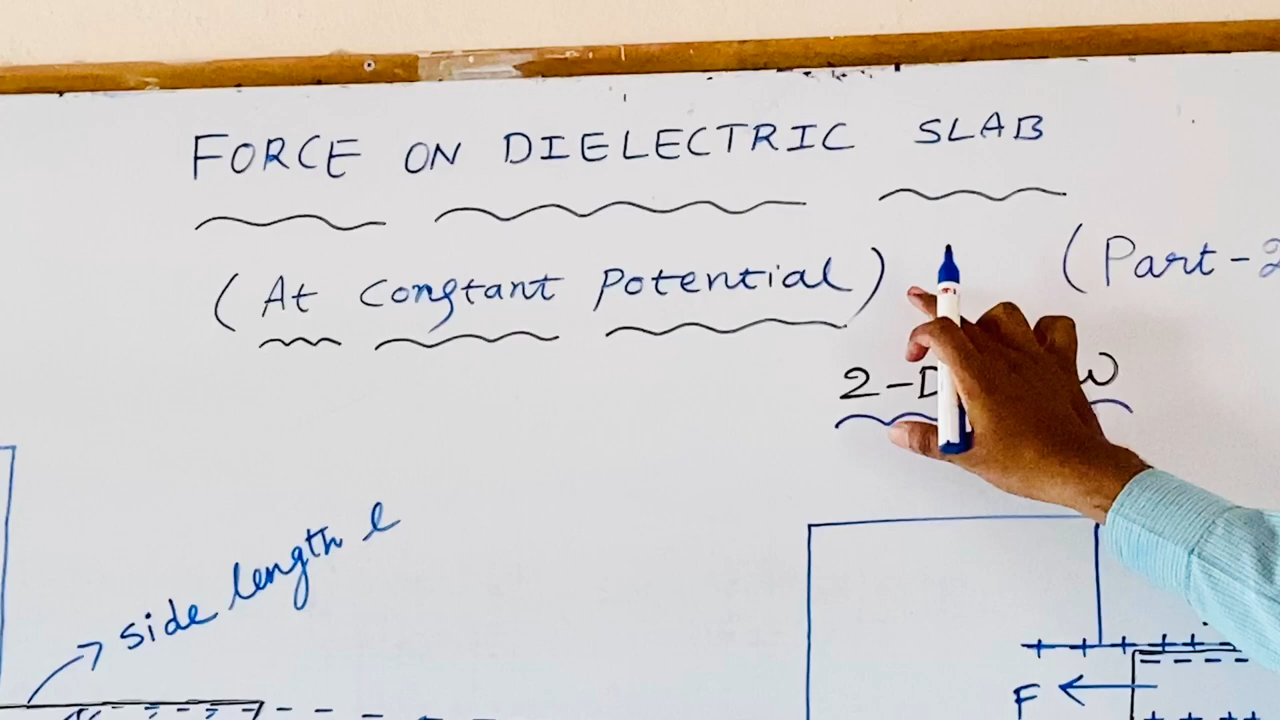 FORCE ON DIELECTRIC SLAB
(At Constant Potential) (Part-2
2-D
side length l
F